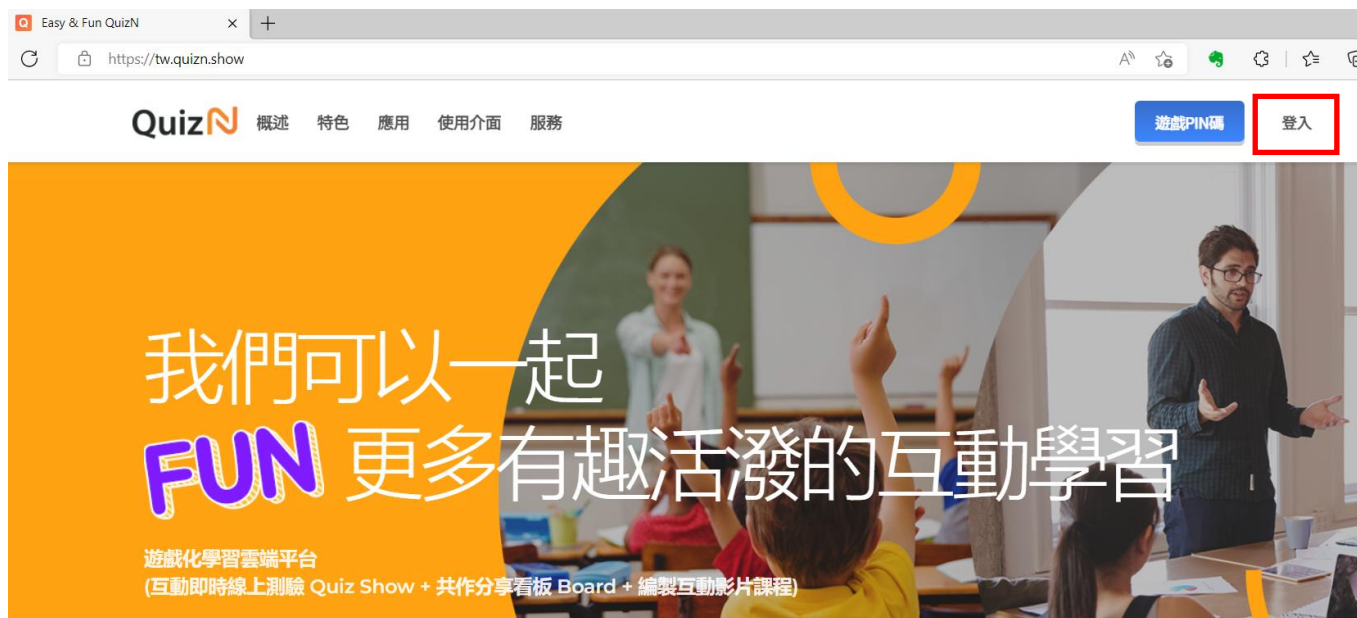 Easy & Fun QuizN
https://tw.quizn.show
QuizN 概述 特色 應用 使用介面 服務 遊戲PIN碼 登入
我們可以一起
FUN 更多有趣活潑的互動學習
遊戲化學習雲端平台
(互動即時線上測驗 Quiz Show + 共作分享看板 Board + 編製互動影片課程)